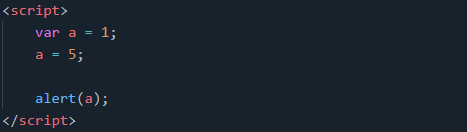 <script>
    var a = 1;
    a = 5;

    alert(a);
</script>